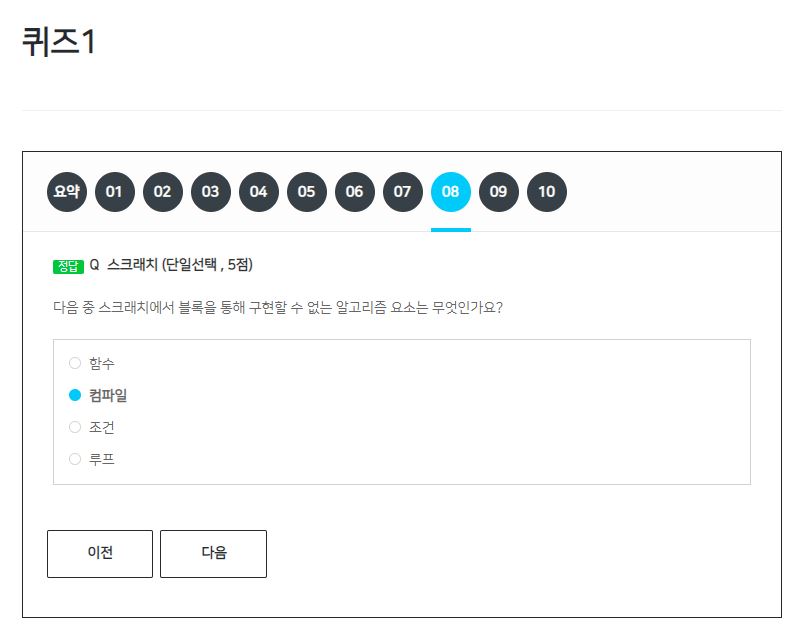 퀴즈1
요약 01 02 03 04 05 06 07 08 09 10
정답 Q 스크래치 (단일선택 , 5점)
다음 중 스크래치에서 블록을 통해 구현할 수 없는 알고리즘 요소는 무엇인가요?
함수
컴파일
조건
루프
이전 다음